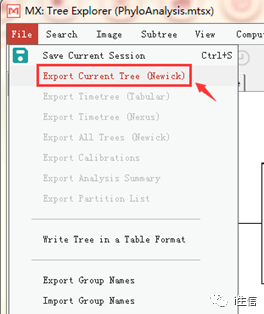 MX: Tree Explorer (PhyloAnalysis.mtsx)
File Search Image Subtree View Comput
Save Current Session Ctrl+S
Export Current Tree (Newick)
Export Timetree (Tabular)
Export Timetree (Nexus)
Export All Trees (Newick)
Export Calibrations
Export Analysis Summary
Export Partition List
Write Tree in a Table Format
Export Group Names
Import Group Names
i生信